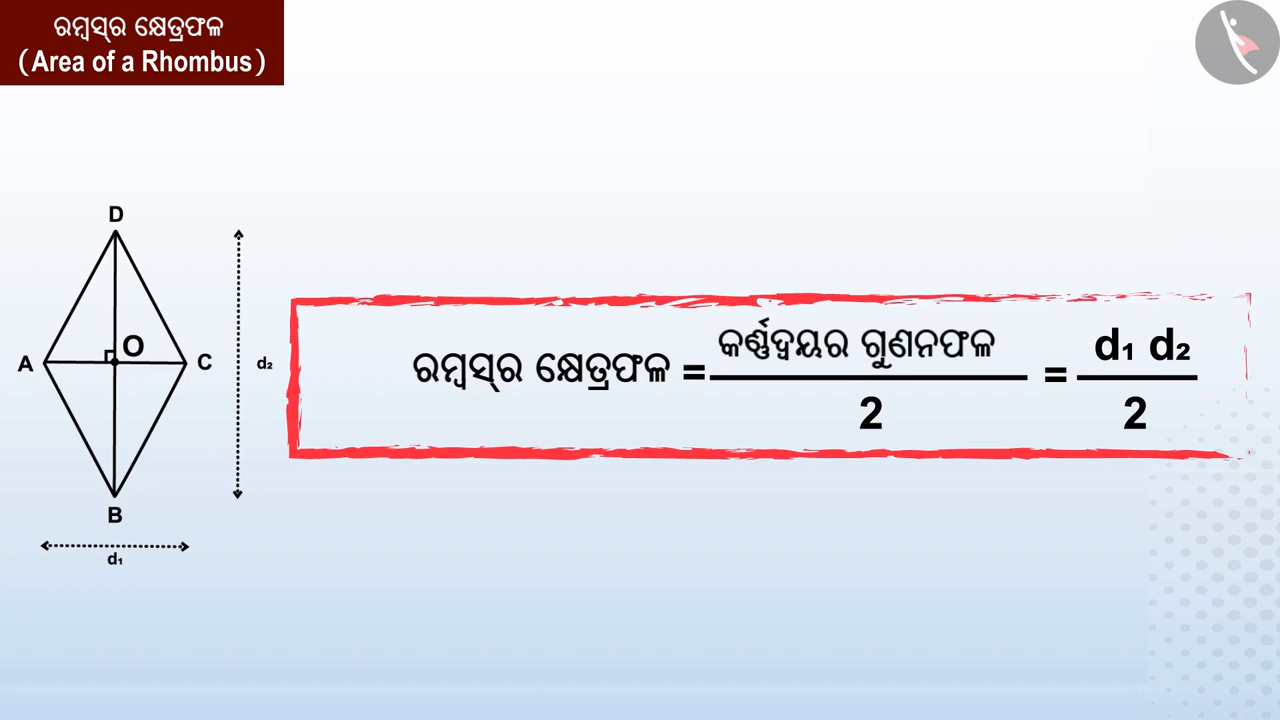 ରମ୍ବସ୍‌ର କ୍ଷେତ୍ରଫଳ
(Area of a Rhombus)
D
A
O
C
d₂
B
d₁
ରମ୍ବସ୍‌ର କ୍ଷେତ୍ରଫଳ = କର୍ଣ୍ଣଦ୍ୱୟର ଗୁଣନଫଳ / 2 = d₁ d₂ / 2